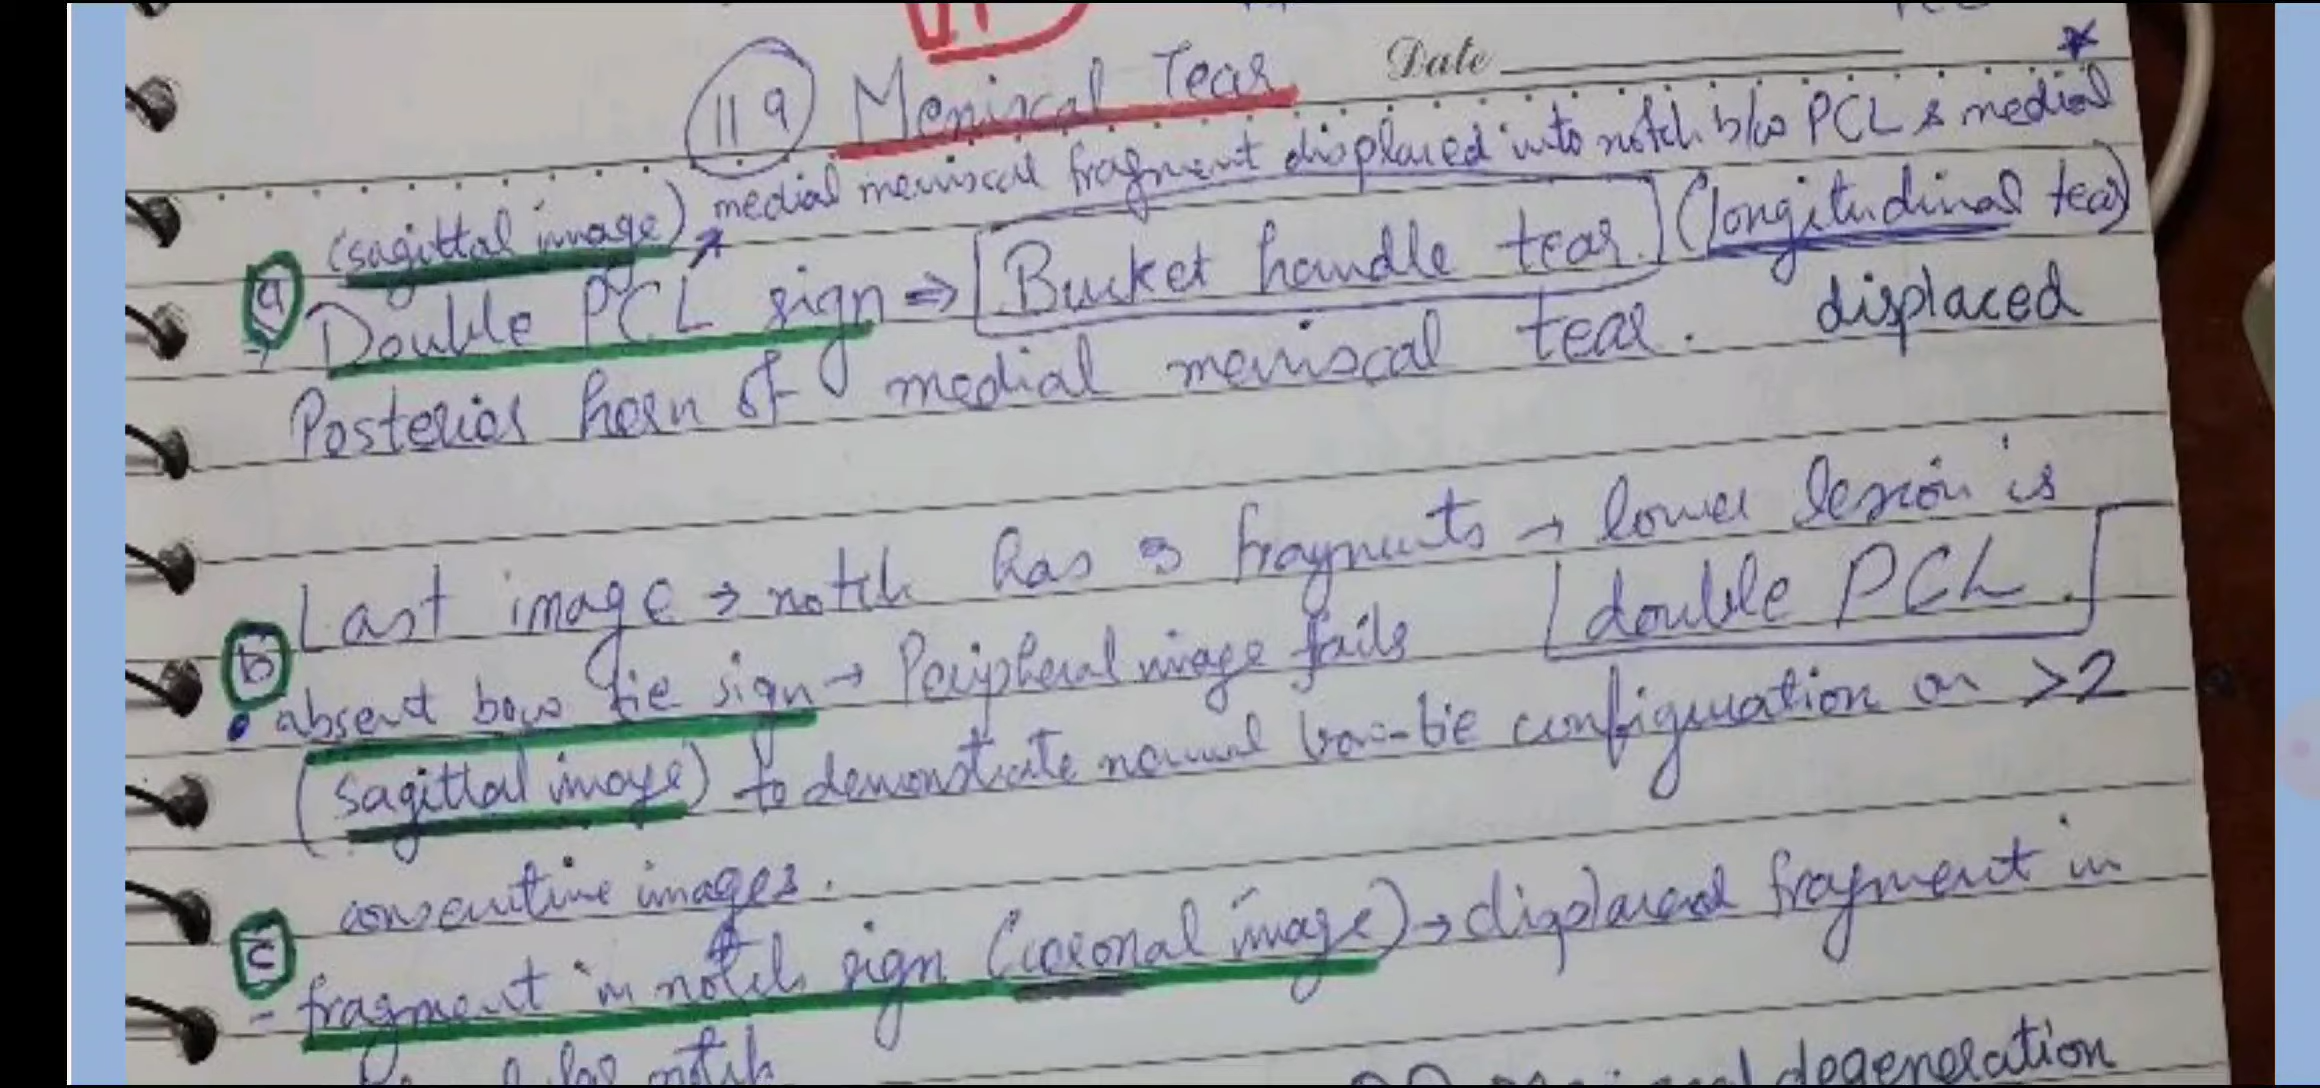 Date
119 Meniscal Tear
medial meniscal fragment displaced into notch b/w PCL & medial
(sagittal image)
a
Double PCL sign ⇒ Bucket handle tear. (longitudinal tear)
Posterior horn of medial meniscal tear. displaced
Last image → notch has 3 fragments → lower lesion is
double PCL.
b
• absent bow tie sign → Peripheral image fails
(sagittal image) to demonstrate normal bow-tie configuration on >2
consecutive images.
c
- fragment in notch sign (coronal image) → displaced fragment in
notch
degeneration